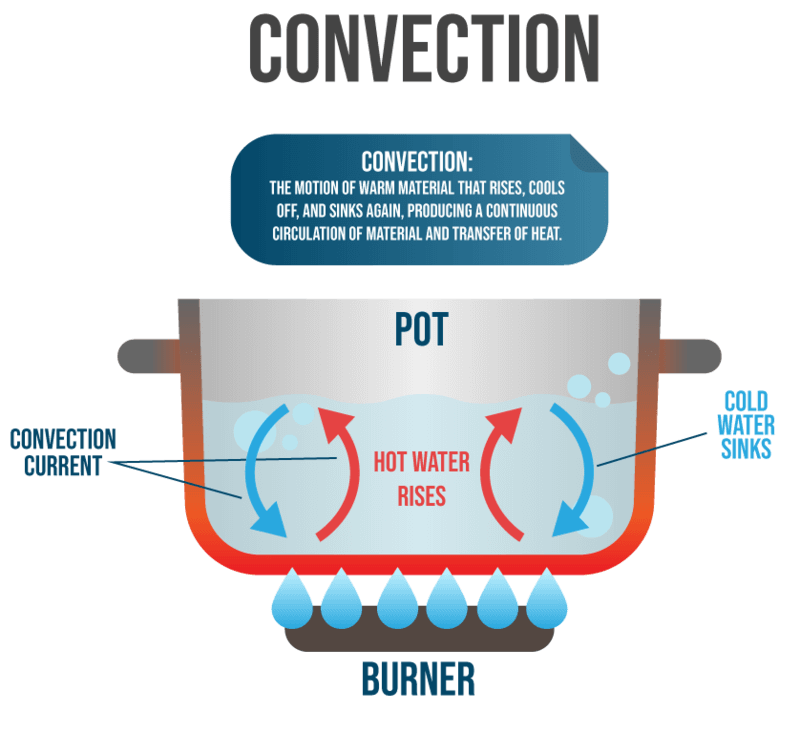 CONVECTION
CONVECTION:
THE MOTION OF WARM MATERIAL THAT RISES, COOLS
OFF, AND SINKS AGAIN, PRODUCING A CONTINUOUS
CIRCULATION OF MATERIAL AND TRANSFER OF HEAT.
POT
CONVECTION
CURRENT
HOT WATER
RISES
COLD
WATER
SINKS
BURNER